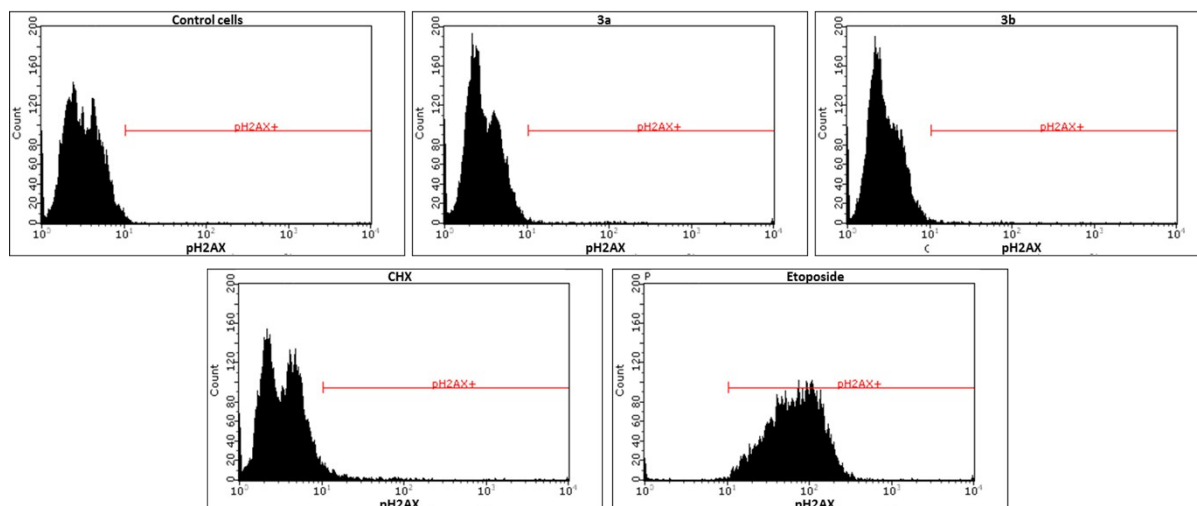 Control cells
200
160
120
80
40
0
Count
pH2AX+
10⁰ 10¹ 10² 10³ 10⁴
pH2AX
3a
200
160
120
80
40
0
Count
pH2AX+
10⁰ 10¹ 10² 10³ 10⁴
pH2AX
3b
200
160
120
80
40
0
Count
pH2AX+
10⁰ 10¹ 10² 10³ 10⁴
C
pH2AX
CHX
200
160
120
80
40
0
Count
pH2AX+
10⁰ 10¹ 10² 10³ 10⁴
pH2AX
Etoposide
P
200
160
120
80
40
0
Count
pH2AX+
10⁰ 10¹ 10² 10³ 10⁴
pH2AX